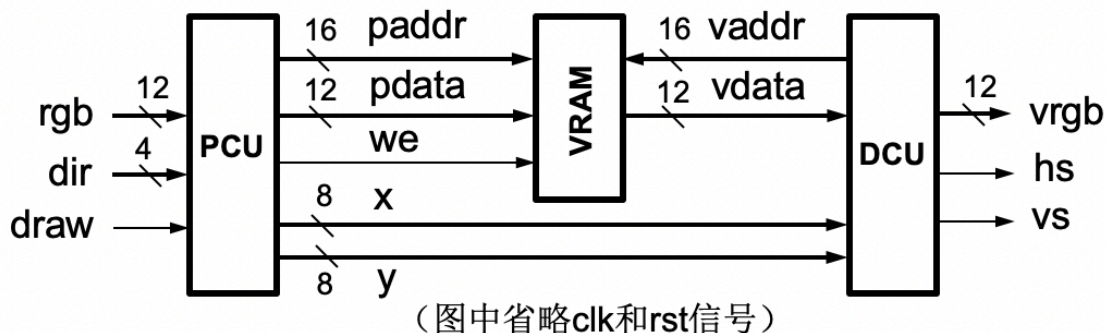 16 paddr
16 vaddr
12 pdata
12 vdata
rgb 12
12 vrgb
PCU
we
VRAM
DCU
dir 4
hs
draw
8 x
vs
8 y
（图中省略clk和rst信号）